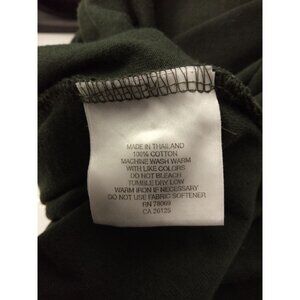 MADE IN THAILAND
100% COTTON
MACHINE WASH WARM
WITH LIKE COLORS
DO NOT BLEACH
TUMBLE DRY LOW
WARM IRON IF NECESSARY
DO NOT USE FABRIC SOFTENER
RN 78069
CA 26125